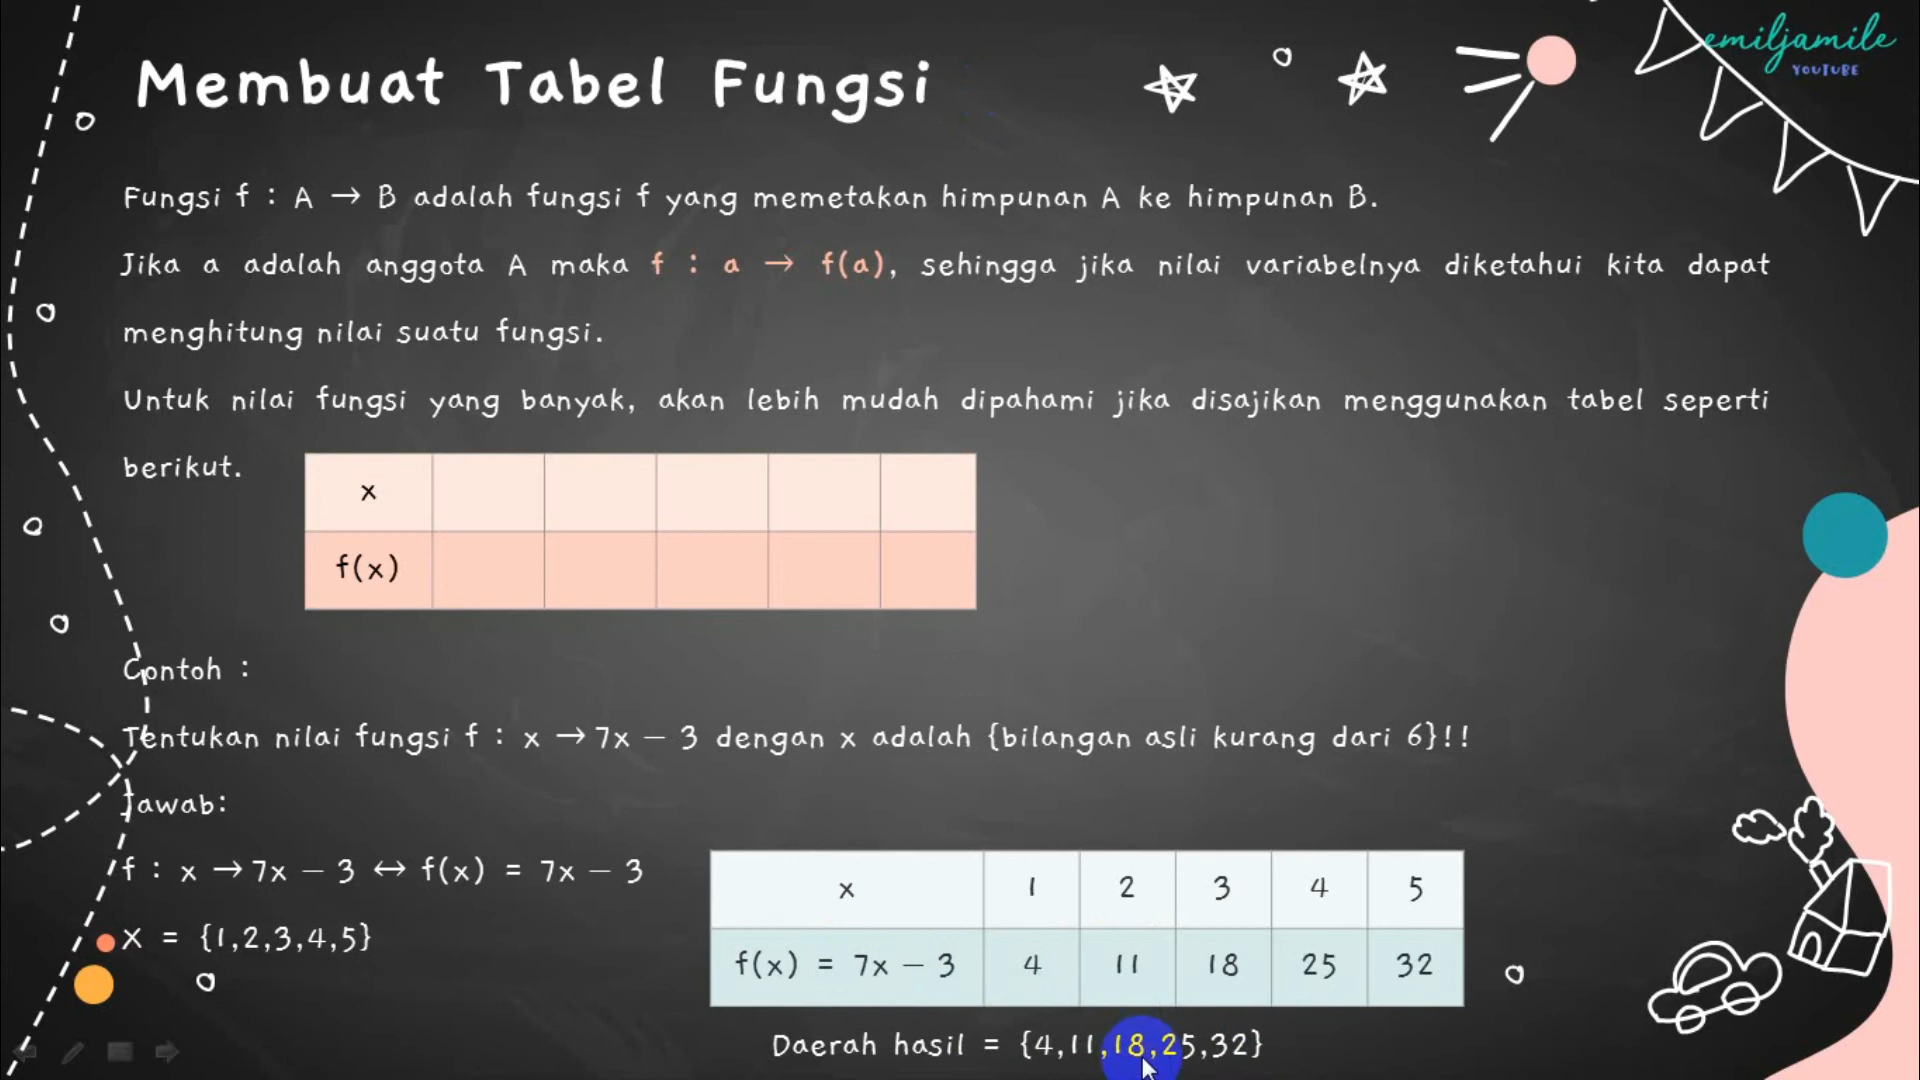 emiljamile
YOUTUBE
Membuat Tabel Fungsi
Fungsi f : A → B adalah fungsi f yang memetakan himpunan A ke himpunan B.
Jika a adalah anggota A maka f : a → f(a), sehingga jika nilai variabelnya diketahui kita dapat
menghitung nilai suatu fungsi.
Untuk nilai fungsi yang banyak, akan lebih mudah dipahami jika disajikan menggunakan tabel seperti
berikut.
x
f(x)
Contoh :
Tentukan nilai fungsi f : x → 7x – 3 dengan x adalah {bilangan asli kurang dari 6}!!
Jawab:
f : x → 7x – 3 ↔ f(x) = 7x – 3
X = {1,2,3,4,5}
x 1 2 3 4 5
f(x) = 7x – 3 4 11 18 25 32
Daerah hasil = {4,11,18,25,32}